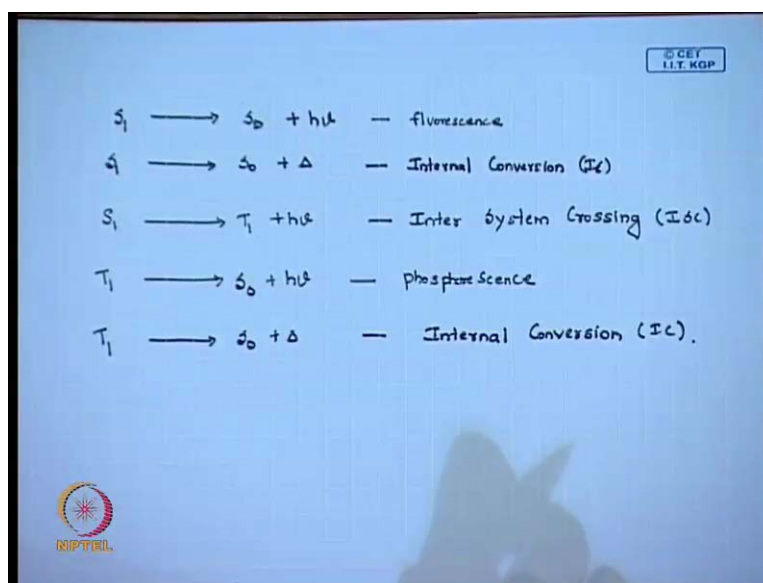 © CET
I.I.T. KGP
S₁ ⟶ S₀ + hν — fluorescence
S₁ ⟶ S₀ + Δ — Internal Conversion (IC)
S₁ ⟶ T₁ + hν — Inter System Crossing (ISC)
T₁ ⟶ S₀ + hν — phosphorescence
T₁ ⟶ S₀ + Δ — Internal Conversion (IC).
NPTEL